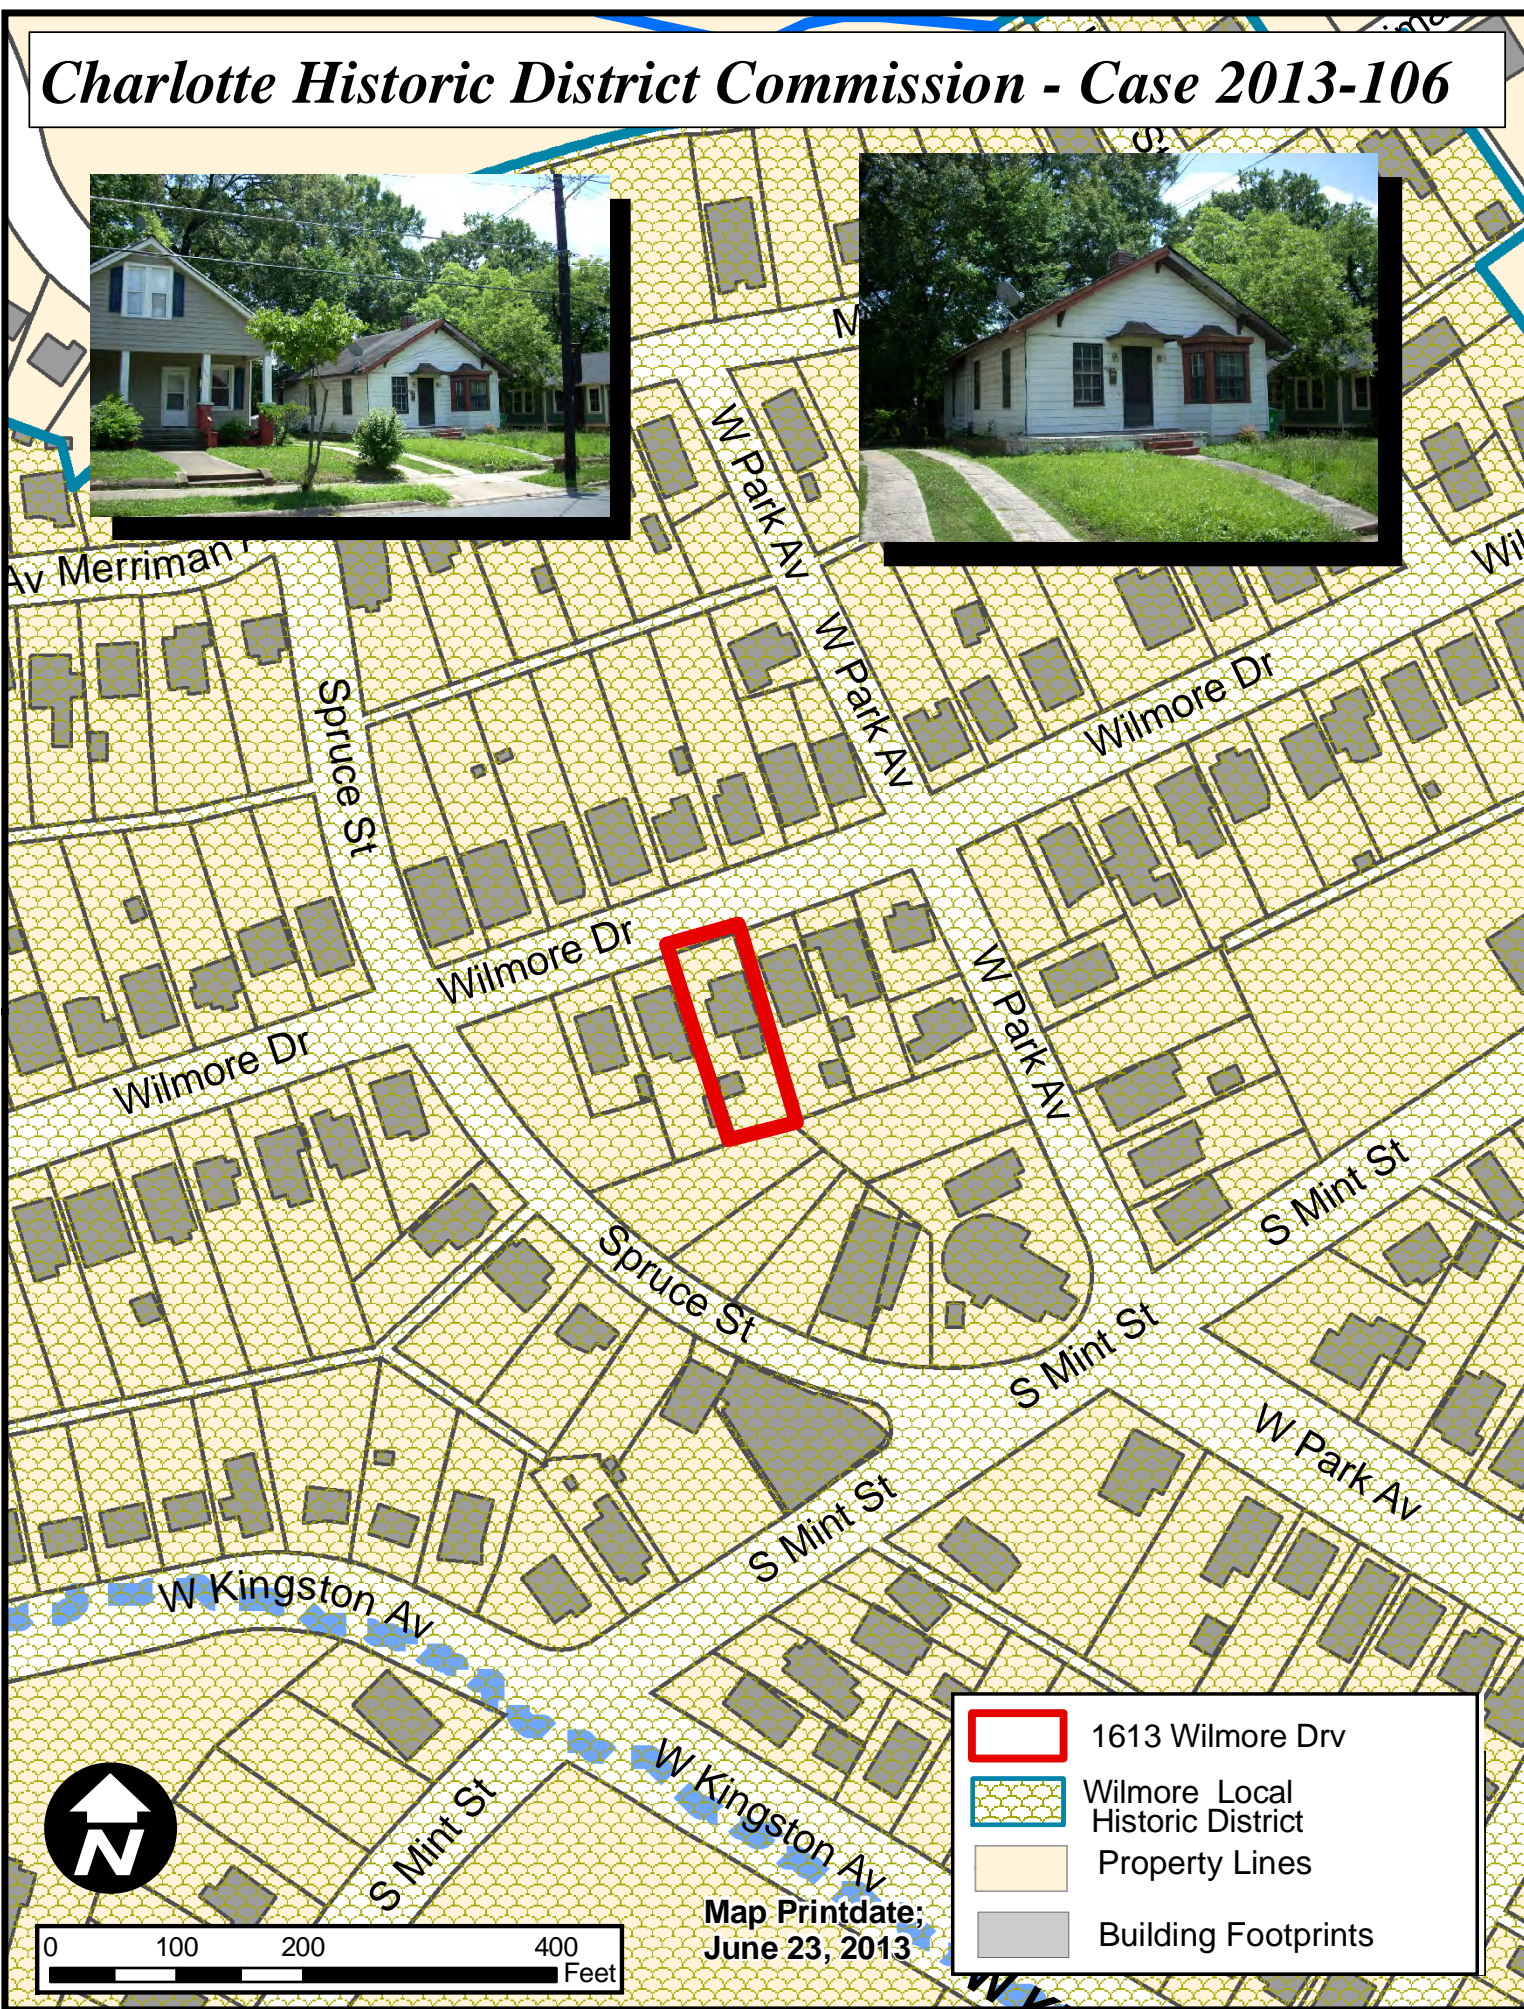 Charlotte Historic District Commission - Case 2013-106
W Park Av
Av Merriman
W Park Av
Spruce St
Wilmore Dr
Wilmore Dr
W Park Av
Wilmore Dr
S Mint St
Spruce St
S Mint St
W Park Av
S Mint St
W Kingston Av
W Kingston Av
S Mint St
1613 Wilmore Drv
Wilmore Local
Historic District
Property Lines
Building Footprints
N
Map Printdate;
June 23, 2013
0 100 200 400
Feet